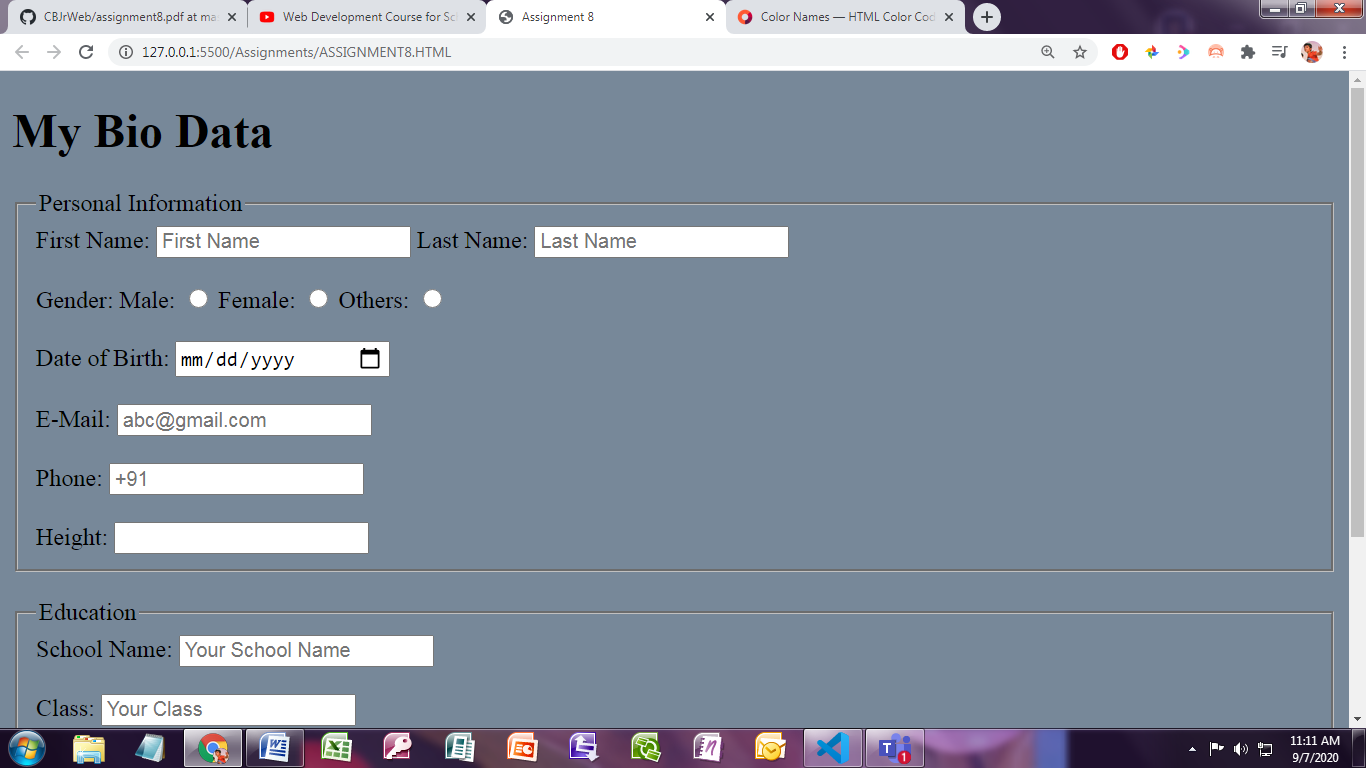 CBJrWeb/assignment8.pdf at ma
Web Development Course for Sc
Assignment 8
Color Names — HTML Color Cod
127.0.0.1:5500/Assignments/ASSIGNMENT8.HTML
My Bio Data
Personal Information
First Name: First Name Last Name: Last Name
Gender: Male: Female: Others:
Date of Birth: mm/dd/yyyy
E-Mail: abc@gmail.com
Phone: +91
Height:
Education
School Name: Your School Name
Class: Your Class
11:11 AM
9/7/2020